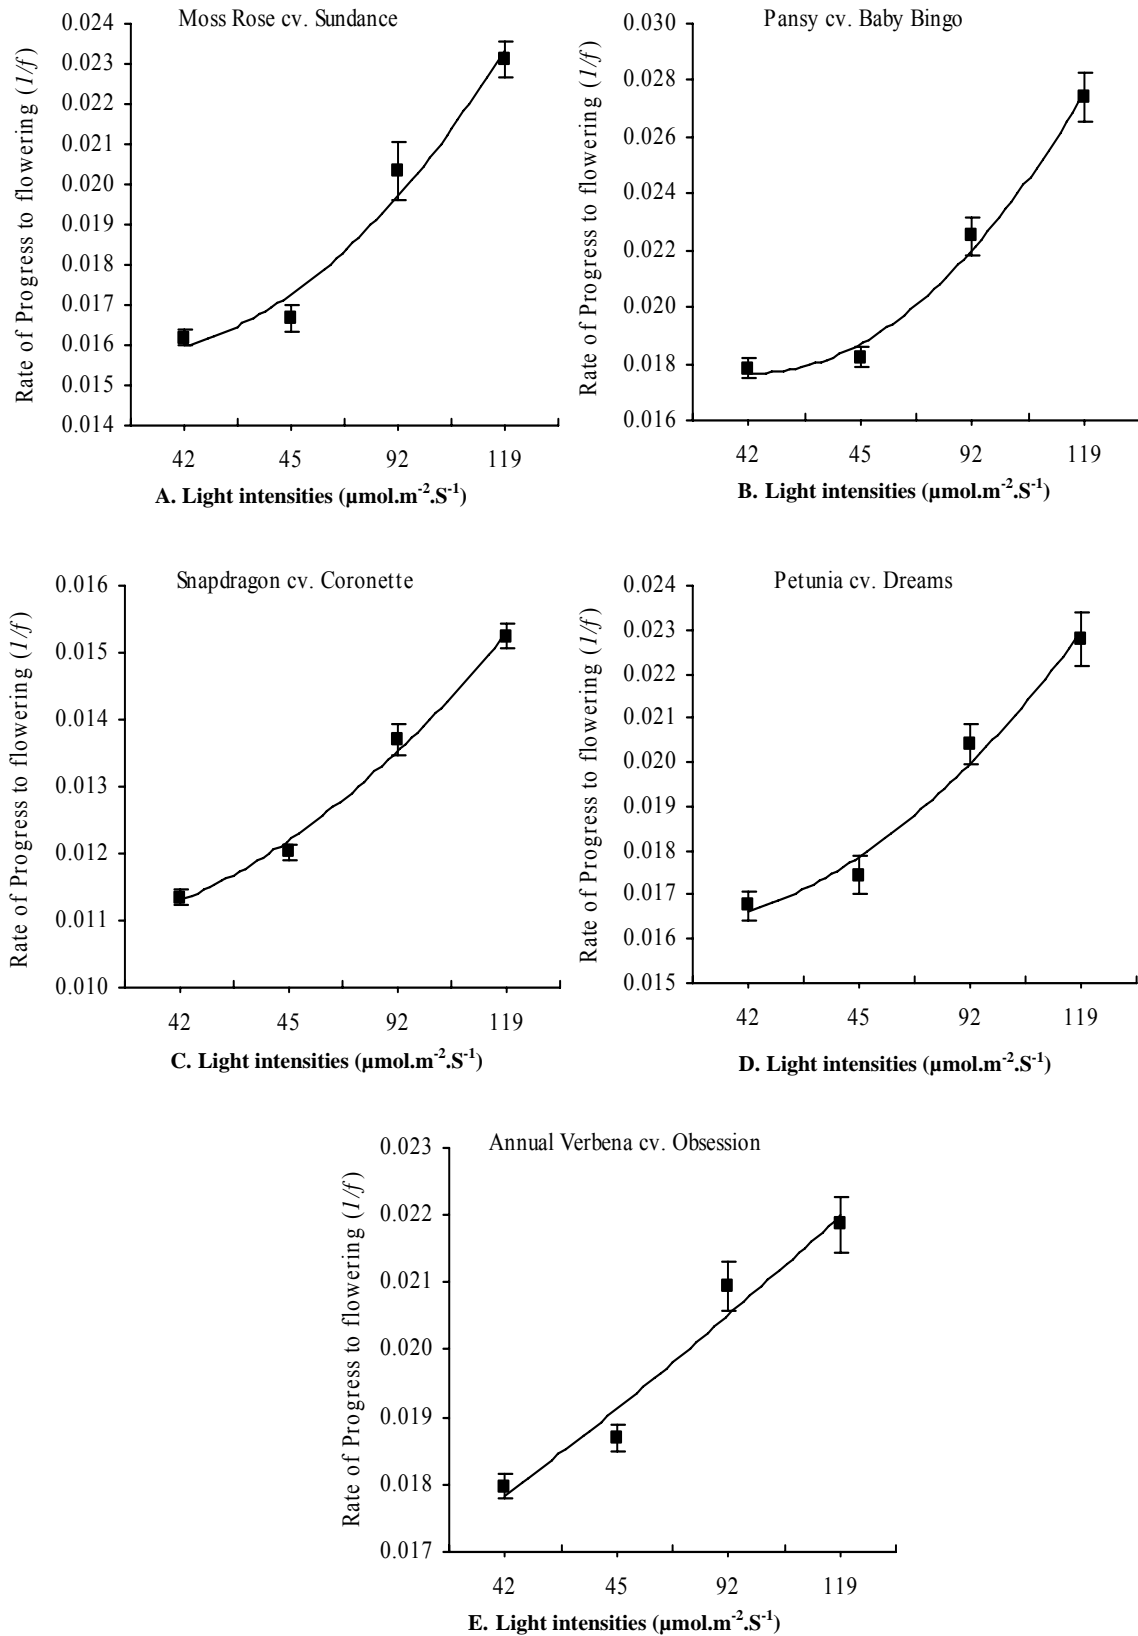 Moss Rose cv. Sundance
Rate of Progress to flowering (1/f)
0.024
0.023
0.022
0.021
0.020
0.019
0.018
0.017
0.016
0.015
0.014
42 45 92 119
A. Light intensities (µmol.m-2.S-1)
Pansy cv. Baby Bingo
Rate of Progress to flowering (1/f)
0.030
0.028
0.026
0.024
0.022
0.020
0.018
0.016
42 45 92 119
B. Light intensities (µmol.m-2.S-1)
Snapdragon cv. Coronette
Rate of Progress to flowering (1/f)
0.016
0.015
0.014
0.013
0.012
0.011
0.010
42 45 92 119
C. Light intensities (µmol.m-2.S-1)
Petunia cv. Dreams
Rate of Progress to flowering (1/f)
0.024
0.023
0.022
0.021
0.020
0.019
0.018
0.017
0.016
0.015
42 45 92 119
D. Light intensities (µmol.m-2.S-1)
Annual Verbena cv. Obsession
Rate of Progress to flowering (1/f)
0.023
0.022
0.021
0.020
0.019
0.018
0.017
42 45 92 119
E. Light intensities (µmol.m-2.S-1)